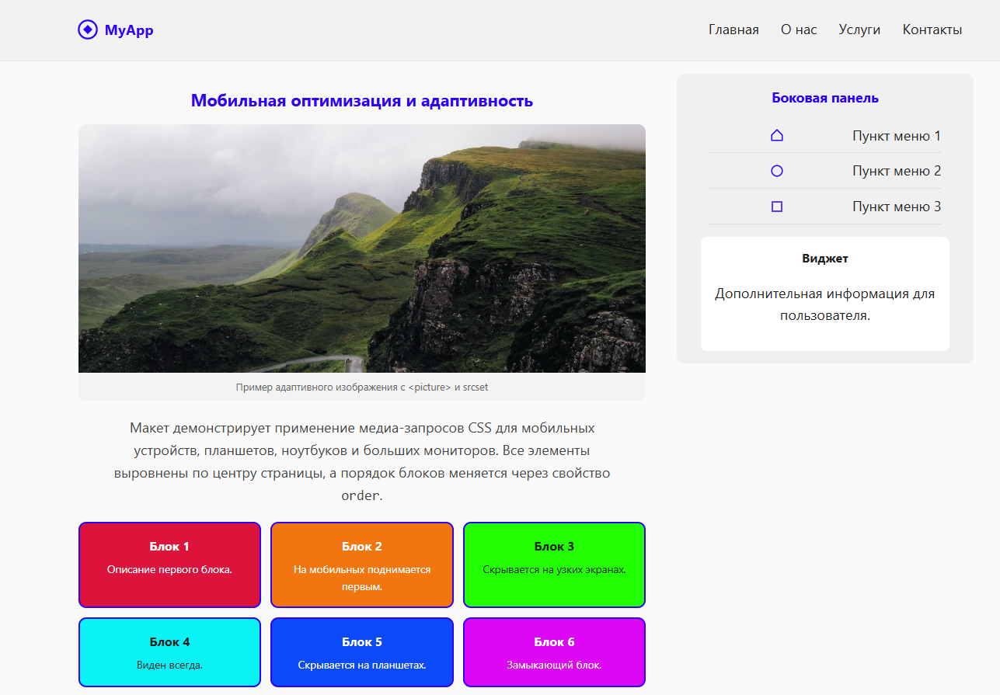 MyApp
Главная О нас Услуги Контакты
Мобильная оптимизация и адаптивность
Пример адаптивного изображения с <picture> и srcset
Макет демонстрирует применение медиа-запросов CSS для мобильных
устройств, планшетов, ноутбуков и больших мониторов. Все элементы
выровнены по центру страницы, а порядок блоков меняется через свойство
order.
Блок 1
Описание первого блока.
Блок 2
На мобильных поднимается
первым.
Блок 3
Скрывается на узких экранах.
Блок 4
Виден всегда.
Блок 5
Скрывается на планшетах.
Блок 6
Замыкающий блок.
Боковая панель
Пункт меню 1
Пункт меню 2
Пункт меню 3
Виджет
Дополнительная информация для
пользователя.